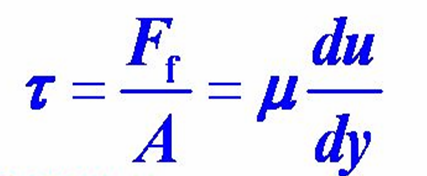 τ = F_f / A = μ du / dy